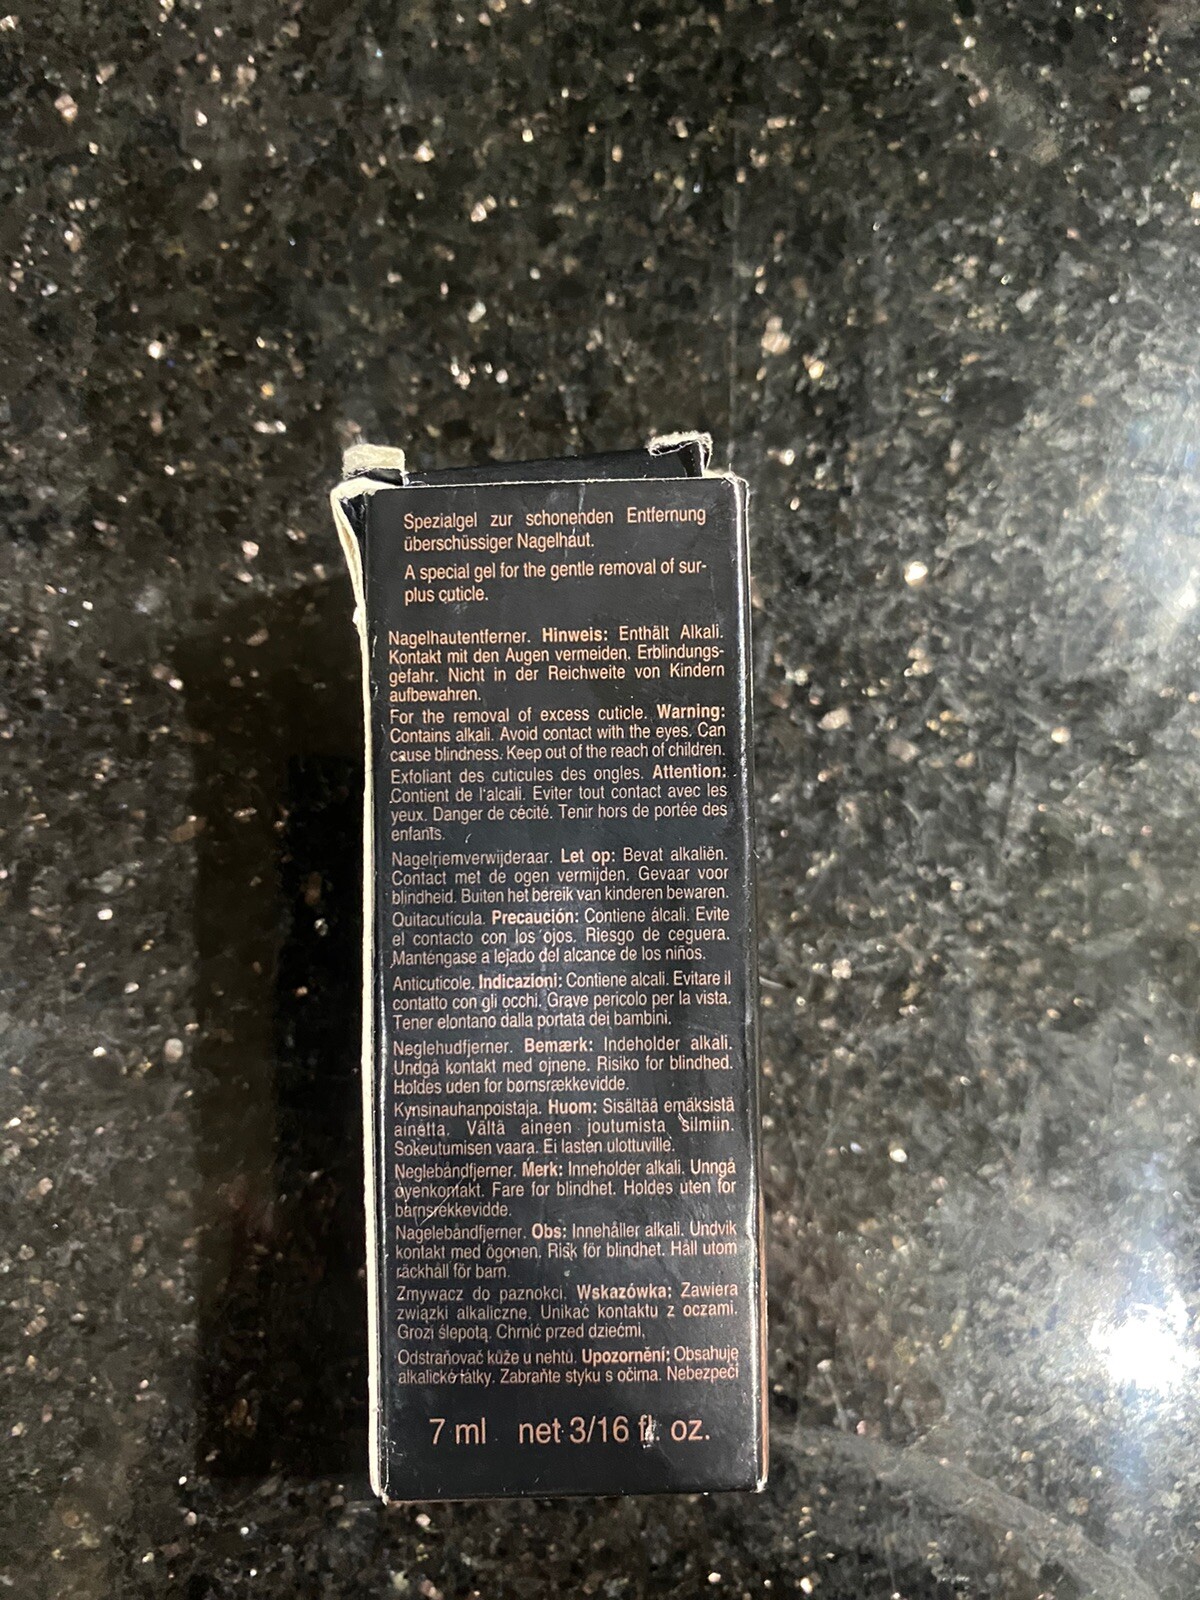 Spezialgel zur schonenden Entfernung
überschüssiger Nagelhaut.
A special gel for the gentle removal of sur-
plus cuticle.
Nagelhautentferner. Hinweis: Enthält Alkali.
Kontakt mit den Augen vermeiden. Erblindungs-
gefahr. Nicht in der Reichweite von Kindern
aufbewahren.
For the removal of excess cuticle. Warning:
Contains alkali. Avoid contact with the eyes. Can
cause blindness. Keep out of the reach of children.
Exfoliant des cuticules des ongles. Attention:
Contient de l'alcali. Eviter tout contact avec les
yeux. Danger de cécité. Tenir hors de portée des
enfants.
Nagelriemverwijderaar. Let op: Bevat alkaliën.
Contact met de ogen vermijden. Gevaar voor
blindheid. Buiten het bereik van kinderen bewaren.
Quitacutícula. Precaución: Contiene álcali. Evite
el contacto con los ojos. Riesgo de ceguera.
Manténgase a lejado del alcance de los niños.
Anticuticole. Indicazioni: Contiene alcali. Evitare il
contatto con gli occhi. Grave pericolo per la vista.
Tener elontano dalla portata dei bambini.
Neglehudfjerner. Bemærk: Indeholder alkali.
Undgå kontakt med øjnene. Risiko for blindhed.
Holdes uden for børnsrækkevidde.
Kynsinauhanpoistaja. Huom: Sisältää emäksistä
ainetta. Vältä aineen joutumista silmiin.
Sokeutumisen vaara. Ei lasten ulottuville.
Neglebåndfjerner. Merk: Inneholder alkali. Unngå
øyenkontakt. Fare for blindhet. Holdes uten for
barnsrekkevidde.
Nagelebåndfjerner. Obs: Innehåller alkali. Undvik
kontakt med ögonen. Risk för blindhet. Håll utom
räckhåll för barn.
Zmywacz do paznokci. Wskazówka: Zawiera
związki alkaliczne. Unikać kontaktu z oczami.
Grozi ślepotą. Chrnić przed dziećmi,
Odstraňovač kůže u nehtů. Upozornění: Obsahuje
alkalické látky. Zabraňte styku s očima. Nebezpečí
7 ml net 3/16 fl. oz.